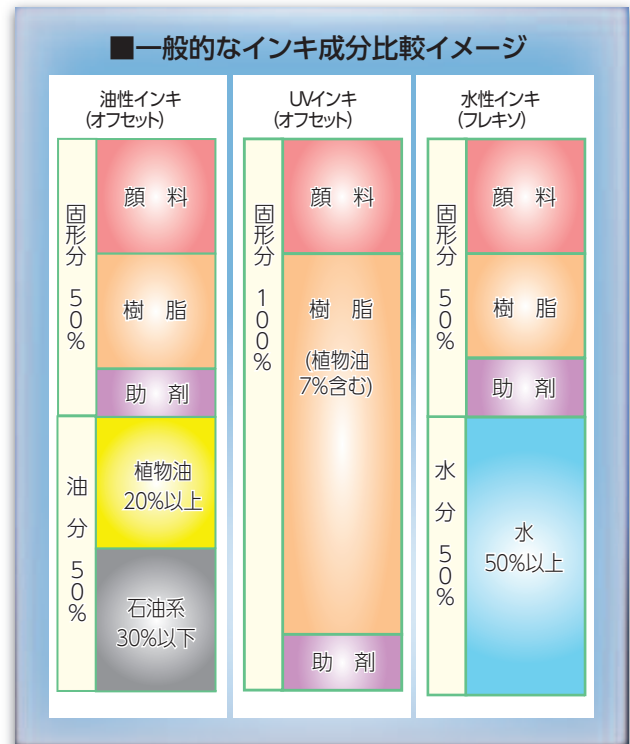 ■一般的なインキ成分比較イメージ
油性インキ
(オフセット)
固形分 50%
顔料
樹脂
助剤
油分 50%
植物油
20%以上
石油系
30%以下
UVインキ
(オフセット)
固形分 100%
顔料
樹脂
(植物油
7%含む)
助剤
水性インキ
(フレキソ)
固形分 50%
顔料
樹脂
助剤
水分 50%
水
50%以上